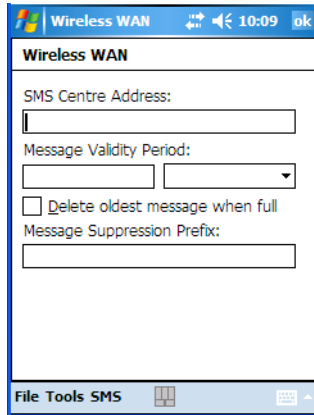 Wireless WAN 10:09 ok
Wireless WAN
SMS Centre Address:
Message Validity Period:
Delete oldest message when full
Message Suppression Prefix:
File Tools SMS